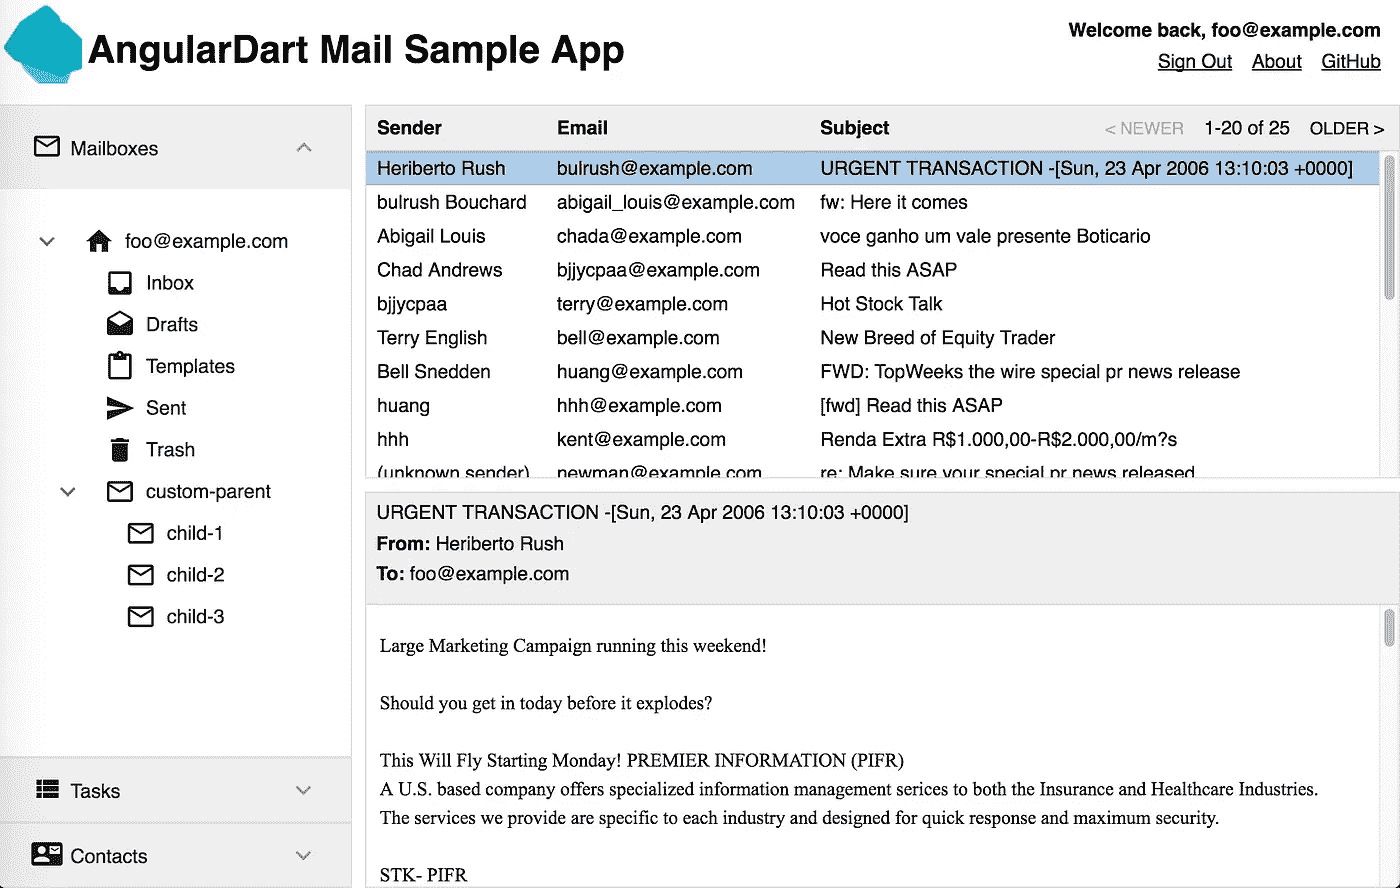 AngularDart Mail Sample App
Welcome back, foo@example.com
Sign Out About GitHub
Mailboxes
foo@example.com
Inbox
Drafts
Templates
Sent
Trash
custom-parent
child-1
child-2
child-3
Tasks
Contacts
Sender Email Subject < NEWER 1-20 of 25 OLDER >
Heriberto Rush bulrush@example.com URGENT TRANSACTION -[Sun, 23 Apr 2006 13:10:03 +0000]
bulrush Bouchard abigail_louis@example.com fw: Here it comes
Abigail Louis chada@example.com voce ganho um vale presente Boticario
Chad Andrews bjjycpaa@example.com Read this ASAP
bjjycpaa terry@example.com Hot Stock Talk
Terry English bell@example.com New Breed of Equity Trader
Bell Snedden huang@example.com FWD: TopWeeks the wire special pr news release
huang hhh@example.com [fwd] Read this ASAP
hhh kent@example.com Renda Extra R$1.000,00-R$2.000,00/m?s
(unknown sender) newman@example.com re: Make sure your special pr news released
URGENT TRANSACTION -[Sun, 23 Apr 2006 13:10:03 +0000]
From: Heriberto Rush
To: foo@example.com
Large Marketing Campaign running this weekend!
Should you get in today before it explodes?
This Will Fly Starting Monday! PREMIER INFORMATION (PIFR)
A U.S. based company offers specialized information management serices to both the Insurance and Healthcare Industries.
The services we provide are specific to each industry and designed for quick response and maximum security.
STK- PIFR